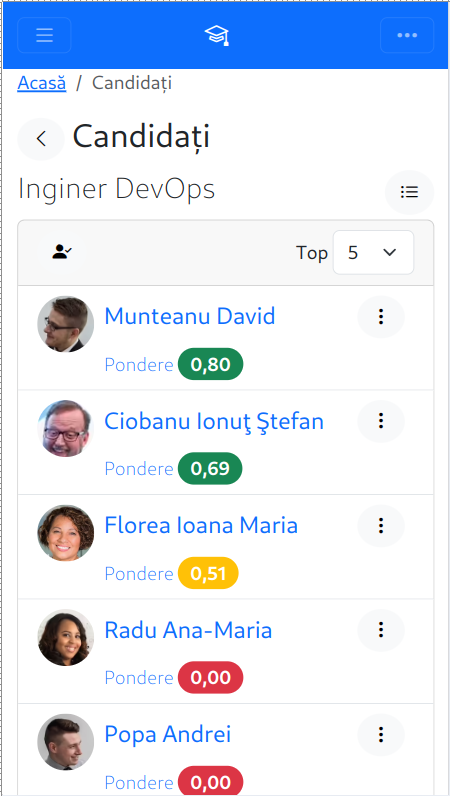 Acasă / Candidați
Candidați
Inginer DevOps
Top 5
Munteanu David
Pondere 0,80
Ciobanu Ionuţ Ştefan
Pondere 0,69
Florea Ioana Maria
Pondere 0,51
Radu Ana-Maria
Pondere 0,00
Popa Andrei
Pondere 0,00